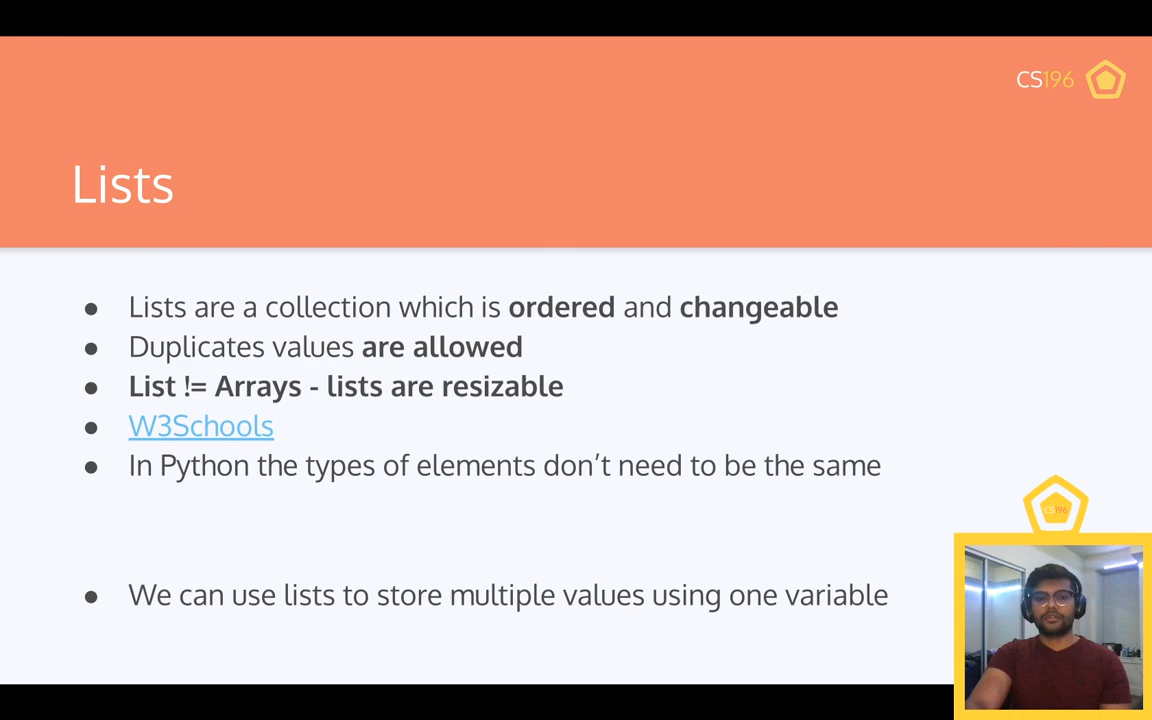 CS196
Lists
● Lists are a collection which is ordered and changeable
● Duplicates values are allowed
● List != Arrays - lists are resizable
● W3Schools
● In Python the types of elements don’t need to be the same
CS196
● We can use lists to store multiple values using one variable